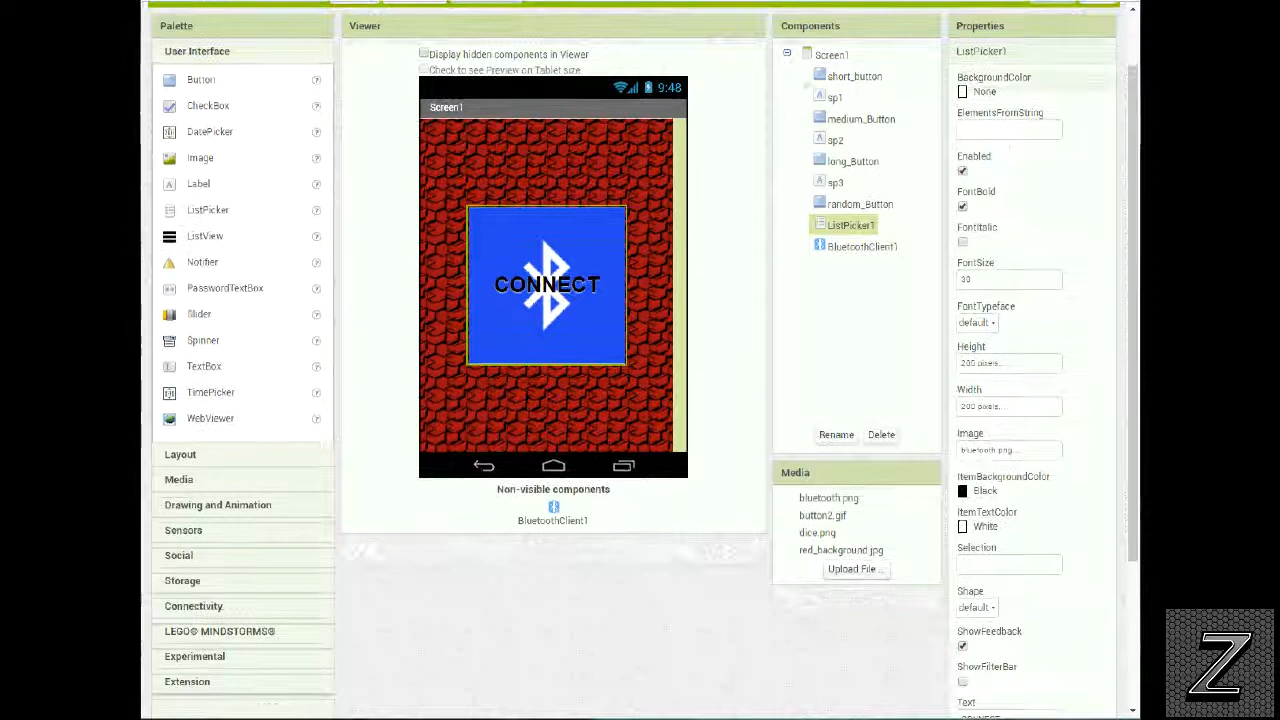 Palette
User Interface
Button
CheckBox
DatePicker
Image
Label
ListPicker
ListView
Notifier
PasswordTextBox
Slider
Spinner
TextBox
TimePicker
WebViewer
Layout
Media
Drawing and Animation
Sensors
Social
Storage
Connectivity
LEGO® MINDSTORMS®
Experimental
Extension
Viewer
Display hidden components in Viewer
Check to see Preview on Tablet size.
9:48
Screen1
CONNECT
Non-visible components
BluetoothClient1
Components
Screen1
short_button
sp1
medium_Button
sp2
long_Button
sp3
random_Button
ListPicker1
BluetoothClient1
Rename Delete
Media
bluetooth.png
button2.gif
dice.png
red_background.jpg
Upload File ...
Properties
ListPicker1
BackgroundColor
None
ElementsFromString
Enabled
FontBold
FontItalic
FontSize
30
FontTypeface
default
Height
200 pixels...
Width
200 pixels...
Image
bluetooth.png...
ItemBackgroundColor
Black
ItemTextColor
White
Selection
Shape
default
ShowFeedback
ShowFilterBar
Text
Z